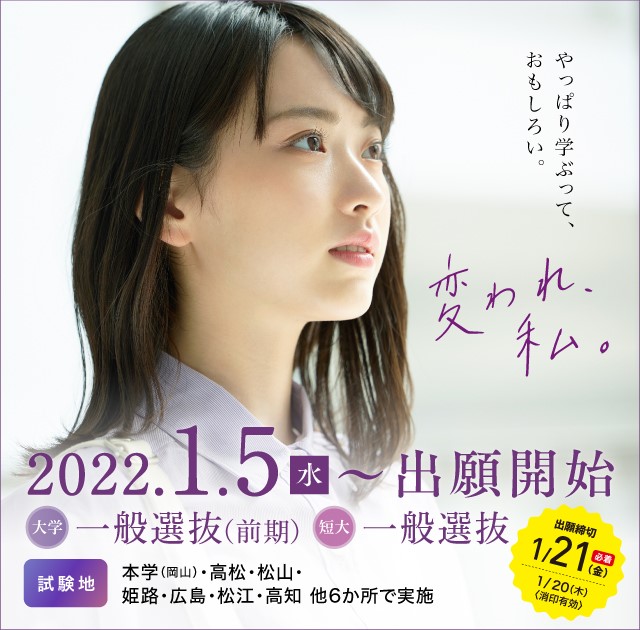 やっぱり学ぶって、
おもしろい。
変われ、
私。
2022.1.5 水 〜出願開始
大学 一般選抜(前期) 短大 一般選抜
出願締切
1/21(金) 必着
1/20(木)
〈消印有効〉
試験地
本学(岡山)・高松・松山・
姫路・広島・松江・高知 他6か所で実施